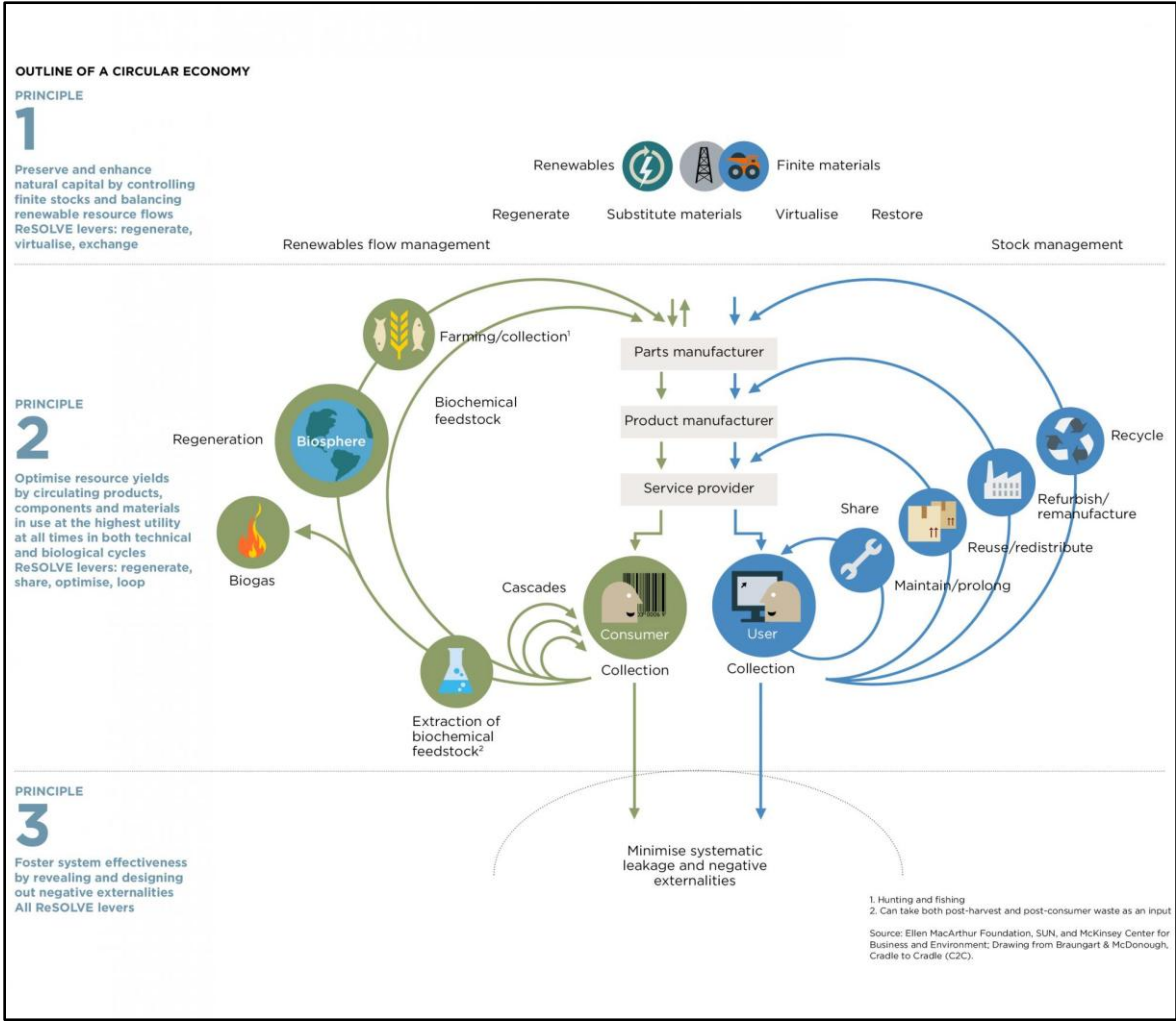 OUTLINE OF A CIRCULAR ECONOMY
PRINCIPLE
1
Preserve and enhance
natural capital by controlling
finite stocks and balancing
renewable resource flows
ReSOLVE levers: regenerate,
virtualise, exchange
Renewables
Finite materials
Regenerate
Substitute materials
Virtualise
Restore
Renewables flow management
Stock management
PRINCIPLE
2
Optimise resource yields
by circulating products,
components and materials
in use at the highest utility
at all times in both technical
and biological cycles
ReSOLVE levers: regenerate,
share, optimise, loop
Farming/collection¹
Biochemical
feedstock
Regeneration
Biosphere
Biogas
Cascades
Extraction of
biochemical
feedstock²
Parts manufacturer
Product manufacturer
Service provider
Consumer
Collection
User
Collection
Share
Maintain/prolong
Reuse/redistribute
Refurbish/
remanufacture
Recycle
PRINCIPLE
3
Foster system effectiveness
by revealing and designing
out negative externalities
All ReSOLVE levers
Minimise systematic
leakage and negative
externalities
1. Hunting and fishing
2. Can take both post-harvest and post-consumer waste as an input
Source: Ellen MacArthur Foundation, SUN, and McKinsey Center for
Business and Environment; Drawing from Braungart & McDonough,
Cradle to Cradle (C2C).